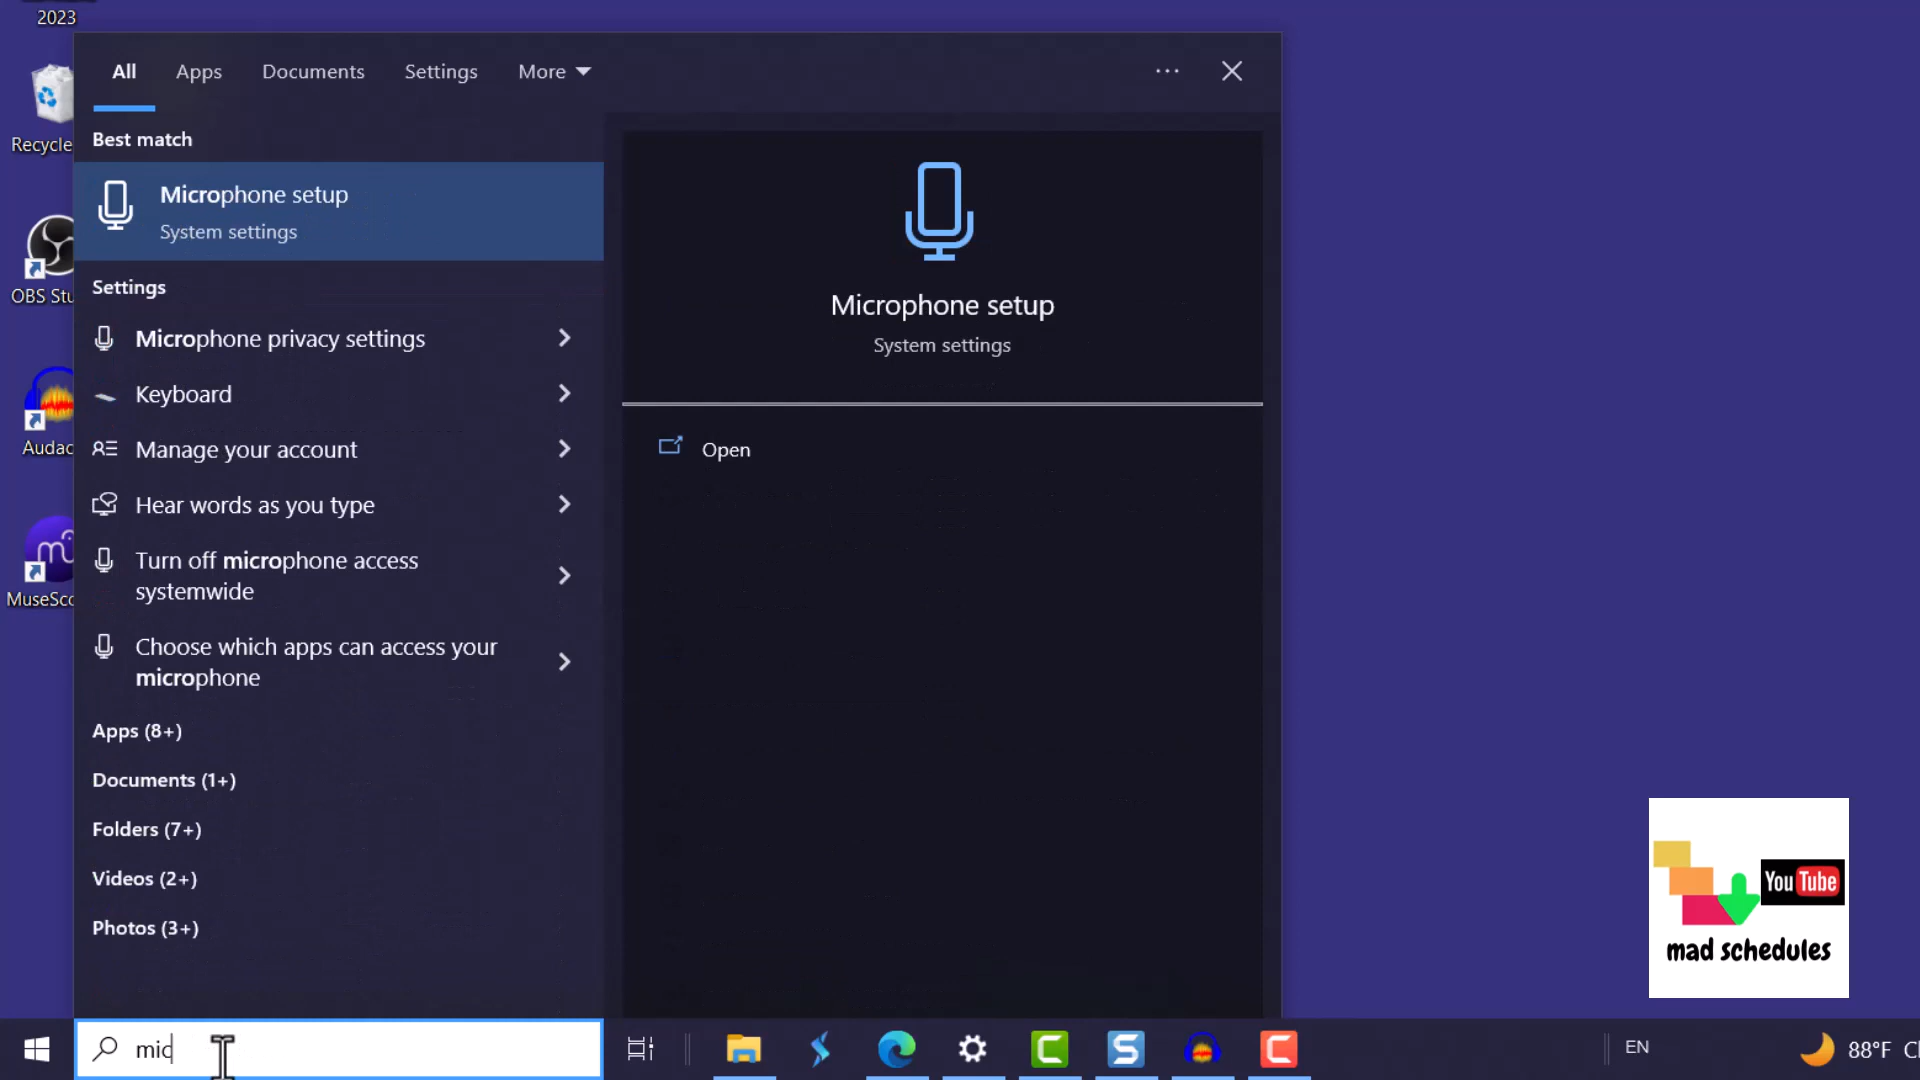 2023
All
Apps
Documents
Settings
More
Best match
Microphone setup
System settings
Settings
Microphone privacy settings
Keyboard
Manage your account
Hear words as you type
Turn off microphone access
systemwide
Choose which apps can access your
microphone
Apps (8+)
Documents (1+)
Folders (7+)
Videos (2+)
Photos (3+)
Microphone setup
System settings
Open
Recycle
OBS Stu
Audac
MuseSco
YouTube
mad schedules
mic
EN
88°F